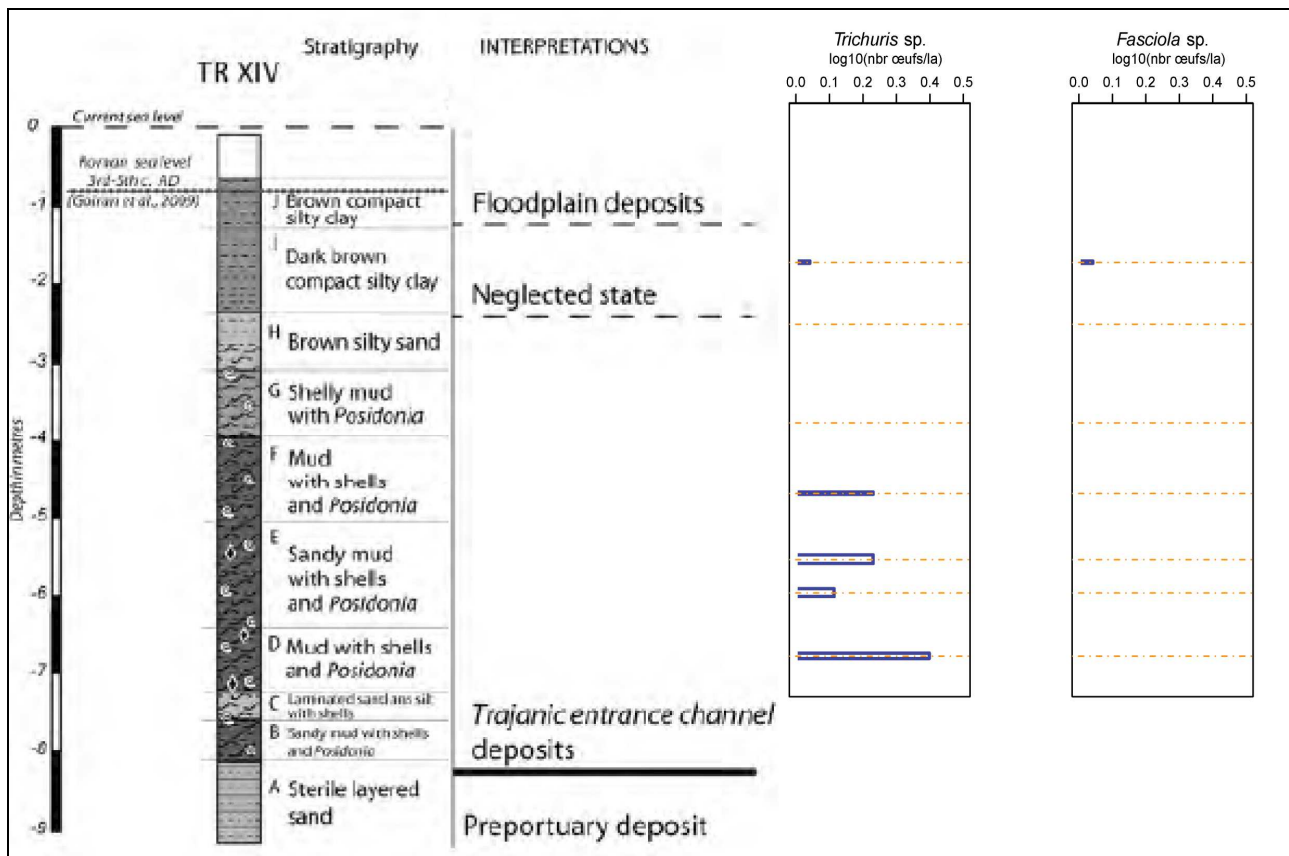 Stratigraphy
INTERPRETATIONS
TR XIV
Trichuris sp.
log10(nbr œufs/la)
0.0 0.1 0.2 0.3 0.4 0.5
Fasciola sp.
log10(nbr œufs/la)
0.0 0.1 0.2 0.3 0.4 0.5
0
Current sea level
Roman sea level
3rd-5th c. AD
(Goiran et al., 2009)
-1
-2
-3
-4
-5
-6
-7
-8
-9
Depth in metres
J Brown compact
silty clay
I
Dark brown
compact silty clay
H
Brown silty sand
G Shelly mud
with Posidonia
F Mud
with shells
and Posidonia
E
Sandy mud
with shells
and Posidonia
D Mud with shells
and Posidonia
C Laminated sand ans silt
with shells
B Sandy mud with shells
and Posidonia
A Sterile layered
sand
Floodplain deposits
Neglected state
Trajanic entrance channel
deposits
Preportuary deposit